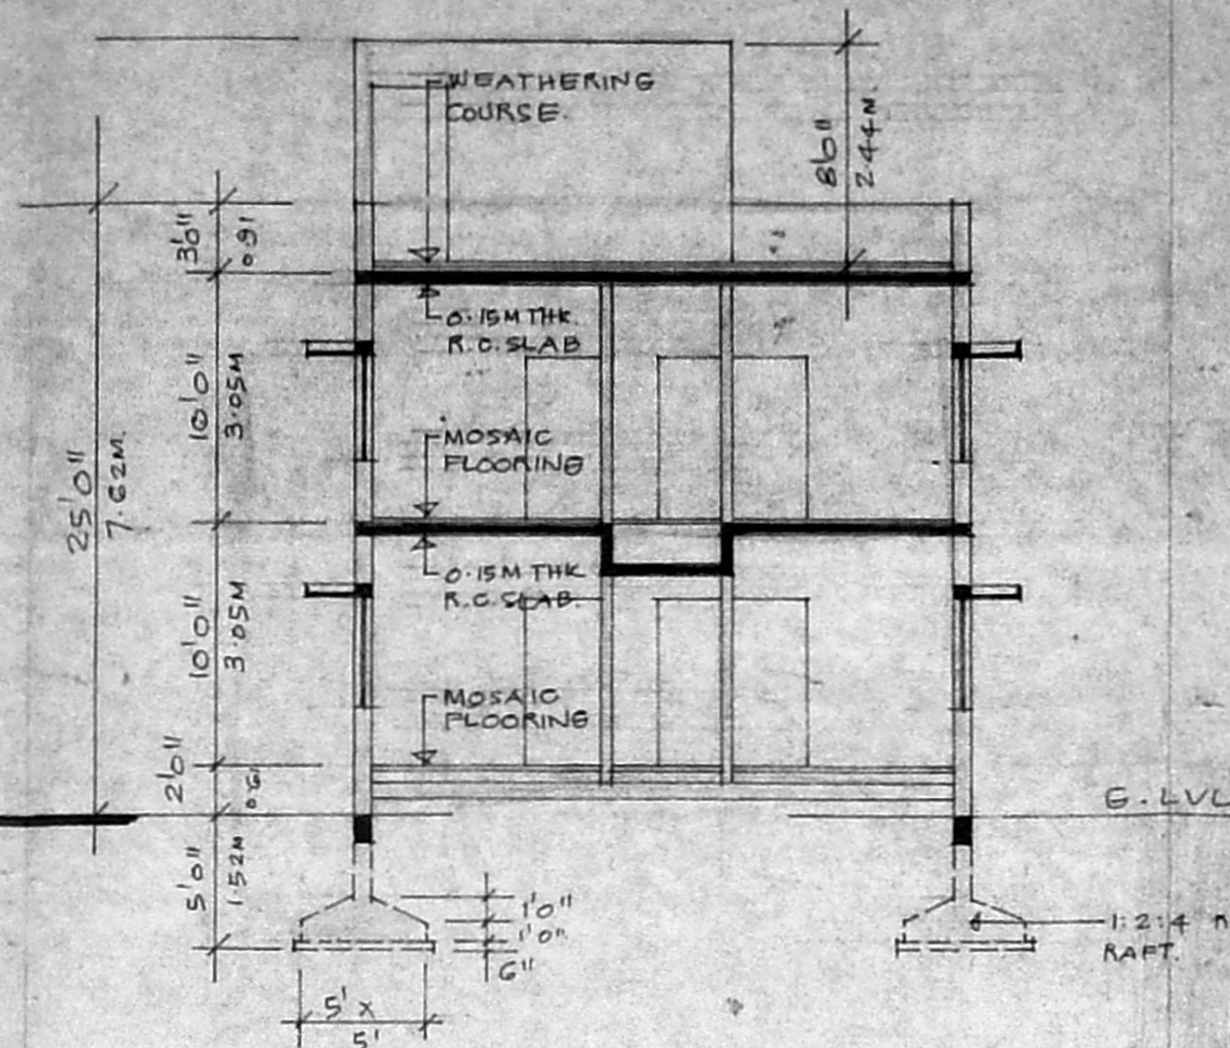 WEATHERING
COURSE.
8'0"
2.44M.
3'0"
0.91
0.15M THK.
R.C. SLAB
10'0"
3.05M
MOSAIC
FLOORING
25'0"
7.62M.
0.15M THK
R.C. SLAB.
10'0"
3.05M
MOSAIC
FLOORING
2'0"
G. LVL
5'0"
1.52M
1'0"
1'0"
6"
1:2:4
RAFT.
5' x
5'